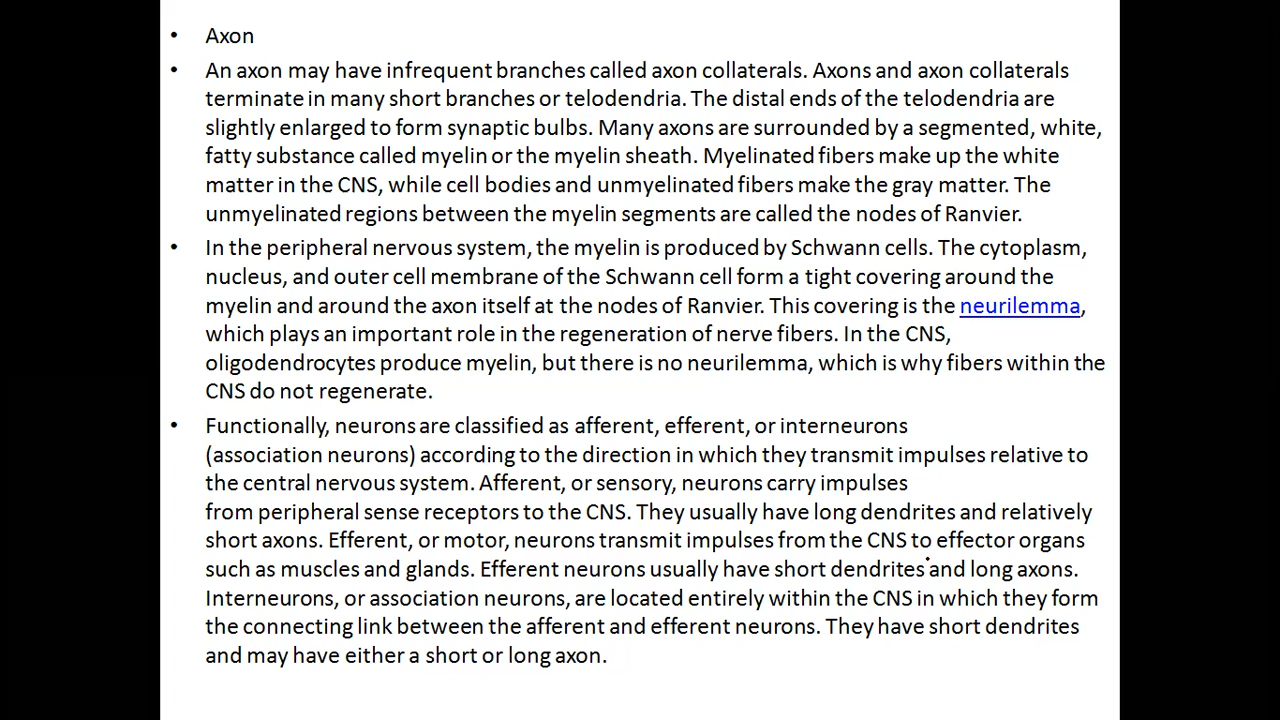 • Axon
• An axon may have infrequent branches called axon collaterals. Axons and axon collaterals
terminate in many short branches or telodendria. The distal ends of the telodendria are
slightly enlarged to form synaptic bulbs. Many axons are surrounded by a segmented, white,
fatty substance called myelin or the myelin sheath. Myelinated fibers make up the white
matter in the CNS, while cell bodies and unmyelinated fibers make the gray matter. The
unmyelinated regions between the myelin segments are called the nodes of Ranvier.
• In the peripheral nervous system, the myelin is produced by Schwann cells. The cytoplasm,
nucleus, and outer cell membrane of the Schwann cell form a tight covering around the
myelin and around the axon itself at the nodes of Ranvier. This covering is the neurilemma,
which plays an important role in the regeneration of nerve fibers. In the CNS,
oligodendrocytes produce myelin, but there is no neurilemma, which is why fibers within the
CNS do not regenerate.
• Functionally, neurons are classified as afferent, efferent, or interneurons
(association neurons) according to the direction in which they transmit impulses relative to
the central nervous system. Afferent, or sensory, neurons carry impulses
from peripheral sense receptors to the CNS. They usually have long dendrites and relatively
short axons. Efferent, or motor, neurons transmit impulses from the CNS to effector organs
such as muscles and glands. Efferent neurons usually have short dendrites and long axons.
Interneurons, or association neurons, are located entirely within the CNS in which they form
the connecting link between the afferent and efferent neurons. They have short dendrites
and may have either a short or long axon.